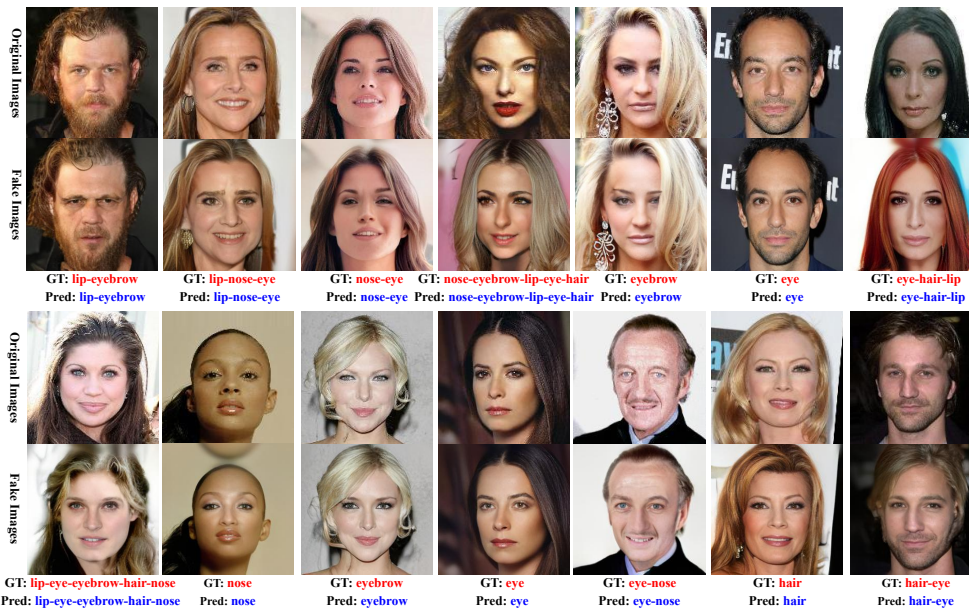 Original Images
En
nt
Fake Images
En
nt
GT: lip-eyebrow GT: lip-nose-eye GT: nose-eye GT: nose-eyebrow-lip-eye-hair GT: eyebrow GT: eye GT: eye-hair-lip
Pred: lip-eyebrow Pred: lip-nose-eye Pred: nose-eye Pred: nose-eyebrow-lip-eye-hair Pred: eyebrow Pred: eye Pred: eye-hair-lip
Original Images
Fake Images
GT: lip-eye-eyebrow-hair-nose GT: nose GT: eyebrow GT: eye GT: eye-nose GT: hair GT: hair-eye
Pred: lip-eye-eyebrow-hair-nose Pred: nose Pred: eyebrow Pred: eye Pred: eye-nose Pred: hair Pred: hair-eye